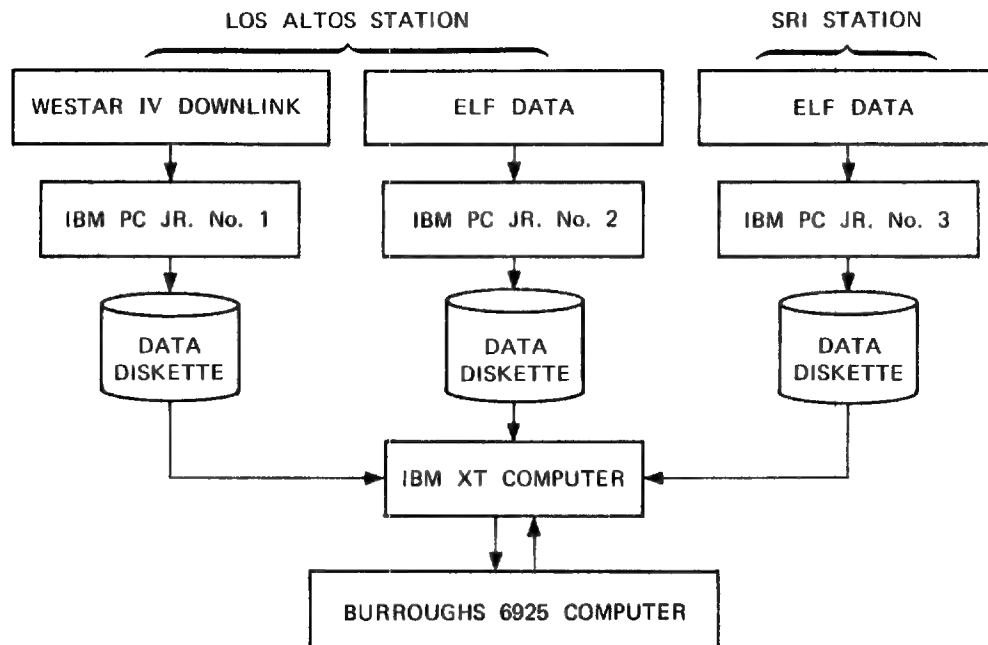 LOS ALTOS STATION
SRI STATION
WESTAR IV DOWNLINK
ELF DATA
ELF DATA
IBM PC JR. No. 1
IBM PC JR. No. 2
IBM PC JR. No. 3
DATA
DISKETTE
DATA
DISKETTE
DATA
DISKETTE
IBM XT COMPUTER
BURROUGHS 6925 COMPUTER